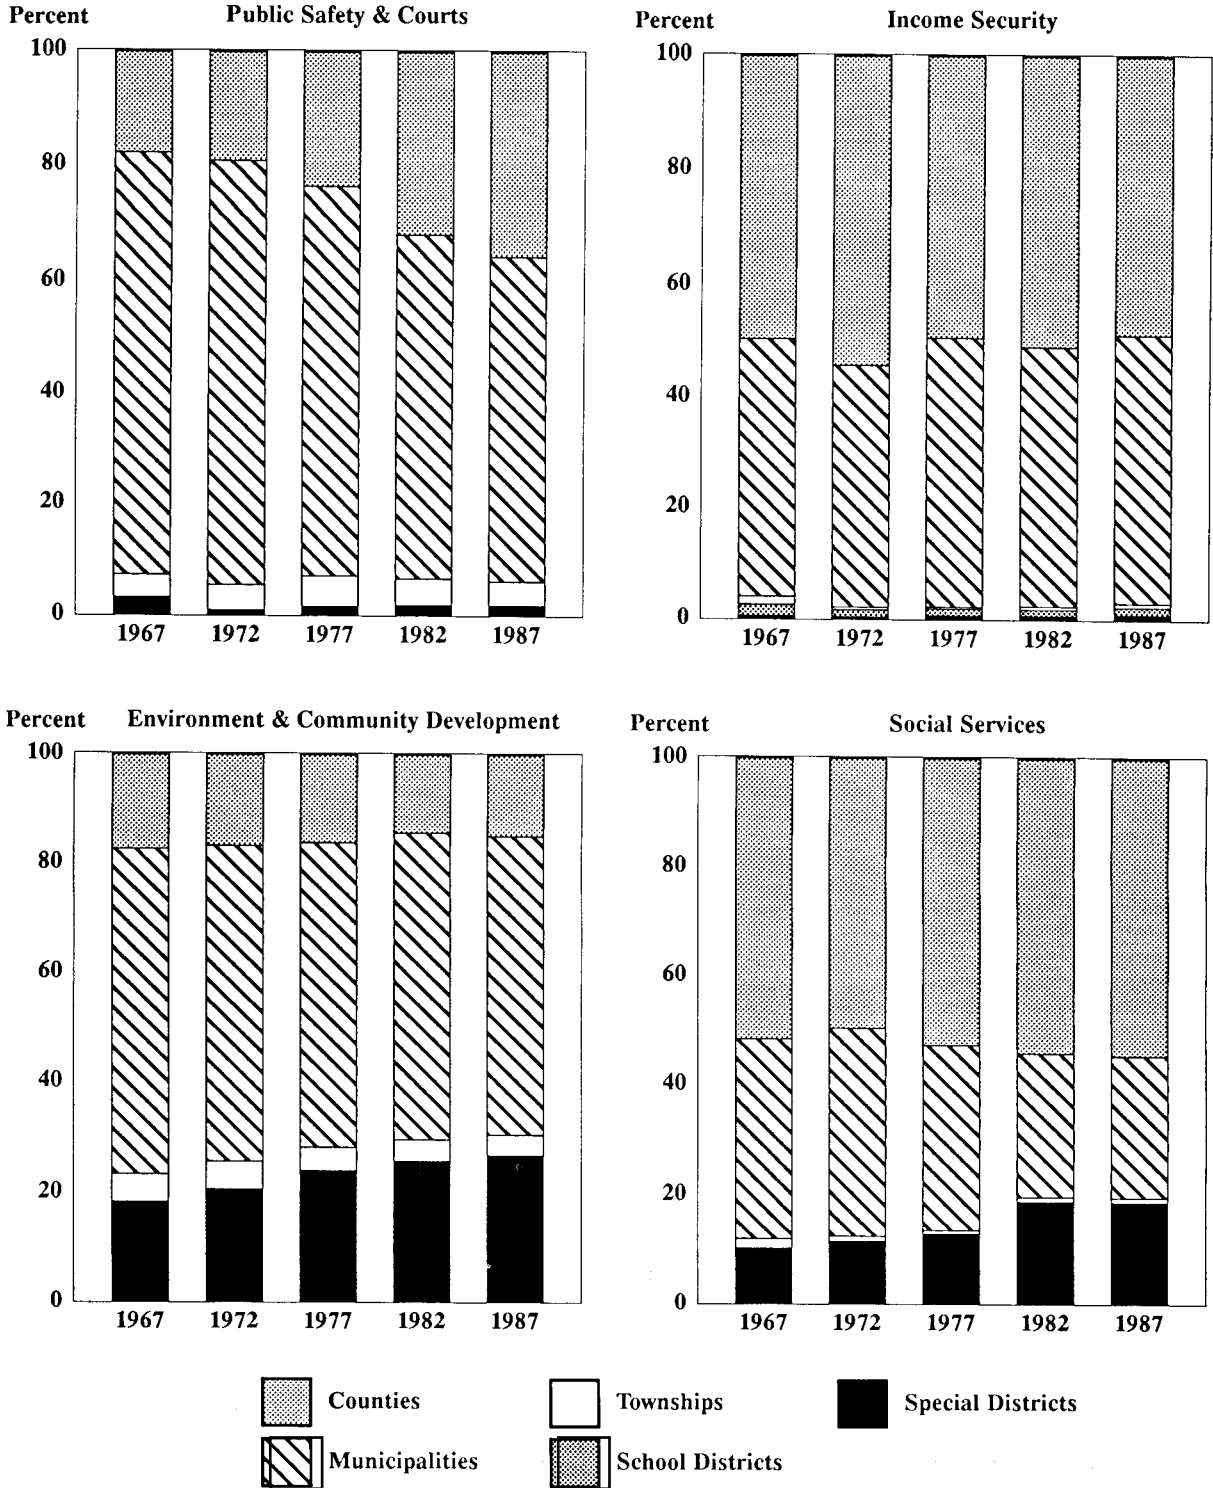 Percent Public Safety & Courts
100
80
60
40
20
0
1967 1972 1977 1982 1987
Percent Income Security
100
80
60
40
20
0
1967 1972 1977 1982 1987
Percent Environment & Community Development
100
80
60
40
20
0
1967 1972 1977 1982 1987
Percent Social Services
100
80
60
40
20
0
1967 1972 1977 1982 1987
Counties Townships Special Districts
Municipalities School Districts